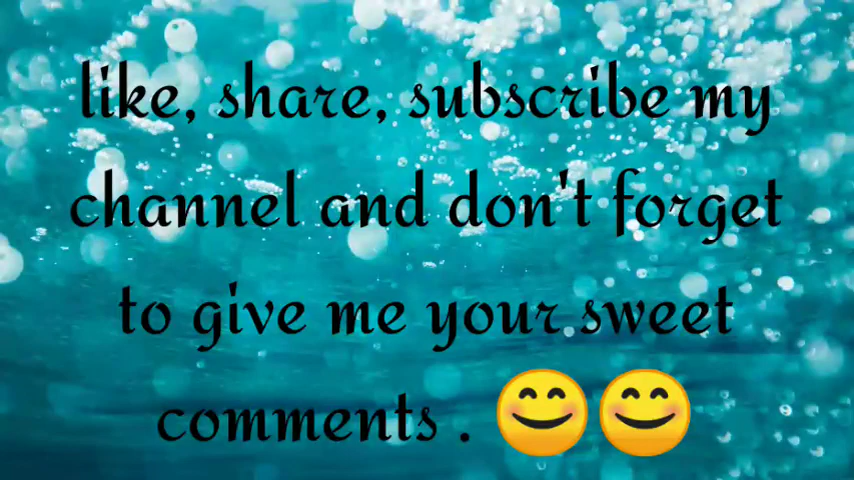 like, share, subscribe my
channel and don't forget
to give me your sweet
comments . 😊😊